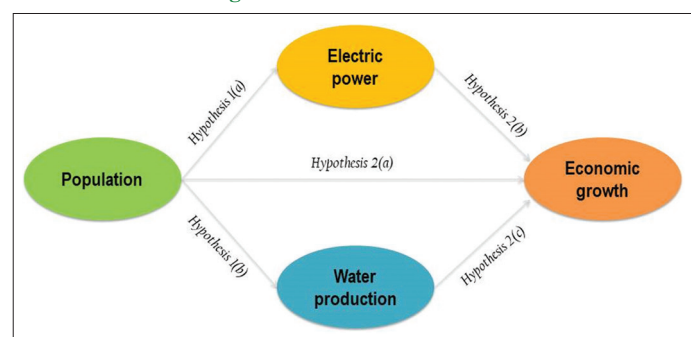 Electric
power
Hypothesis 1(a)
Hypothesis 2(b)
Hypothesis 2(a)
Population
Economic
growth
Hypothesis 1(b)
Hypothesis 2(c)
Water
production